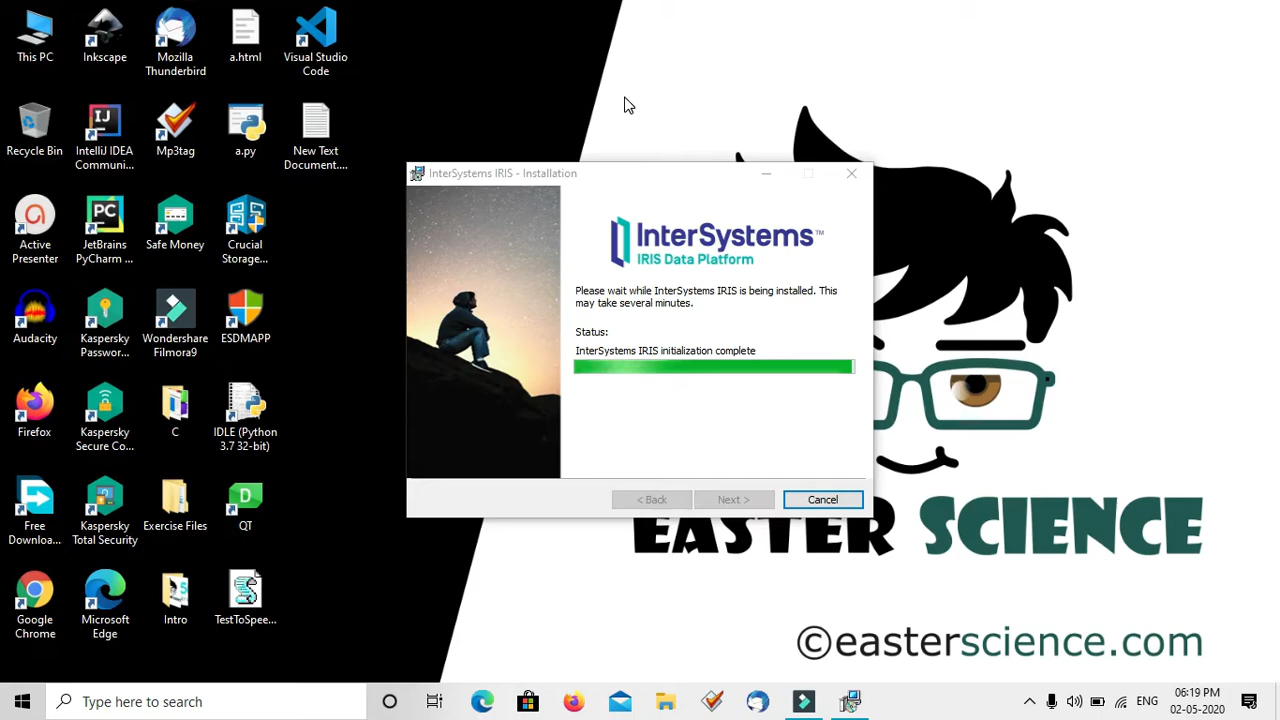 This PC
Inkscape
Mozilla
Thunderbird
a.html
Visual Studio
Code
Recycle Bin
IntelliJ IDEA
Communi...
Mp3tag
a.py
New Text
Document....
Active
Presenter
JetBrains
PyCharm ...
Safe Money
Crucial
Storage...
Audacity
Kaspersky
Passwor...
Wondershare
Filmora9
ESDMAPP
Firefox
Kaspersky
Secure Co...
C
IDLE (Python
3.7 32-bit)
Free
Downloa...
Kaspersky
Total Security
Exercise Files
QT
Google
Chrome
Microsoft
Edge
Intro
TestToSpee...
InterSystems IRIS - Installation
InterSystems™
IRIS Data Platform
Please wait while InterSystems IRIS is being installed. This
may take several minutes.
Status:
InterSystems IRIS initialization complete
< Back
Next >
Cancel
EASTER SCIENCE
©easterscience.com
Type here to search
ENG
06:19 PM
02-05-2020